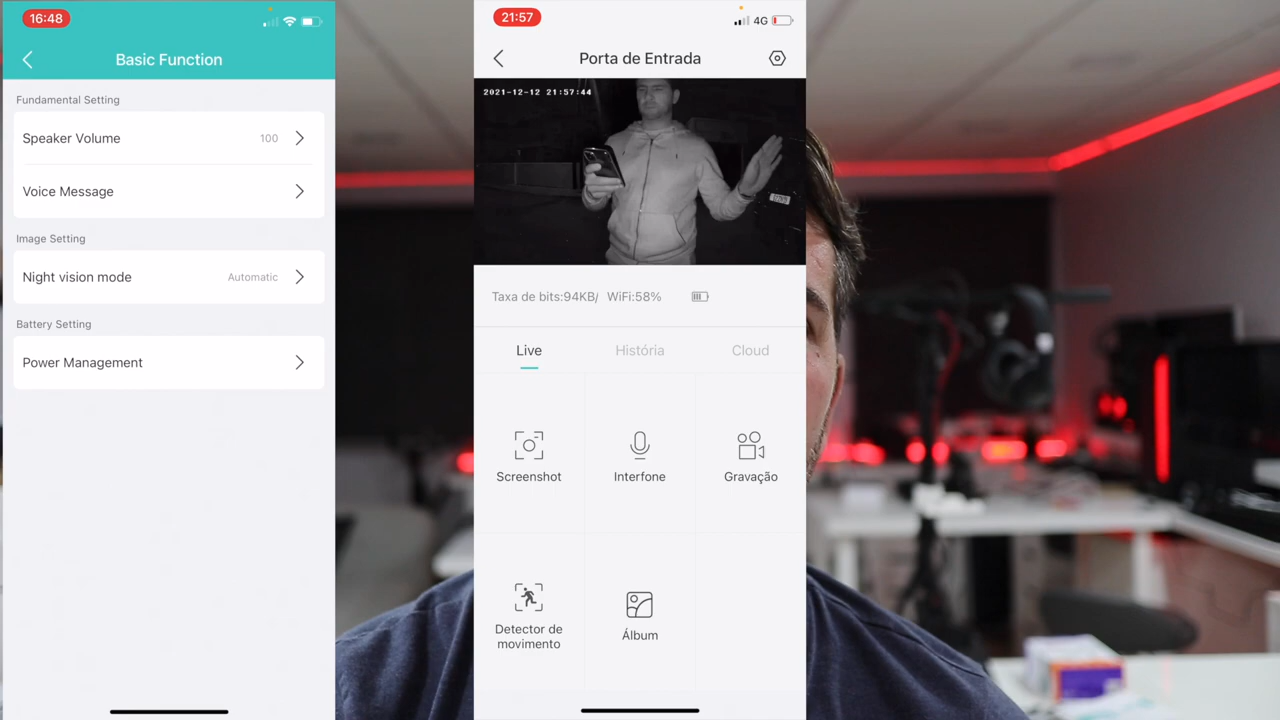 16:48
Basic Function
Fundamental Setting
Speaker Volume 100
Voice Message
Image Setting
Night vision mode Automatic
Battery Setting
Power Management
21:57
4G
Porta de Entrada
2021-12-12 21:57:44
Taxa de bits:94KB/ WiFi:58%
Live História Cloud
Screenshot Interfone Gravação
Detector de
movimento
Álbum